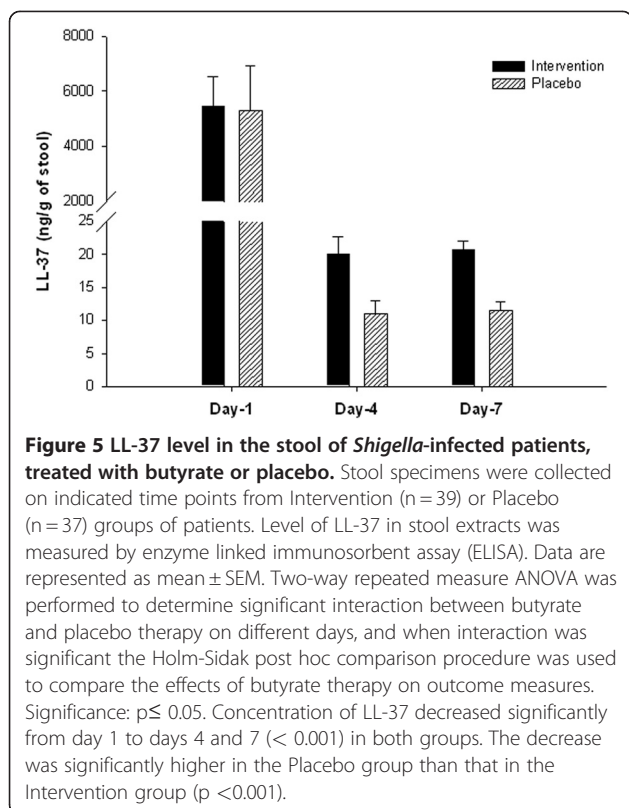 8000
6000
4000
2000
25
20
15
10
5
0
LL-37 (ng/g of stool)
Intervention
Placebo
Day-1 Day-4 Day-7
Figure 5 LL-37 level in the stool of Shigella-infected patients,
treated with butyrate or placebo. Stool specimens were collected
on indicated time points from Intervention (n = 39) or Placebo
(n = 37) groups of patients. Level of LL-37 in stool extracts was
measured by enzyme linked immunosorbent assay (ELISA). Data are
represented as mean ± SEM. Two-way repeated measure ANOVA was
performed to determine significant interaction between butyrate
and placebo therapy on different days, and when interaction was
significant the Holm-Sidak post hoc comparison procedure was used
to compare the effects of butyrate therapy on outcome measures.
Significance: p≤ 0.05. Concentration of LL-37 decreased significantly
from day 1 to days 4 and 7 (< 0.001) in both groups. The decrease
was significantly higher in the Placebo group than that in the
Intervention group (p <0.001).